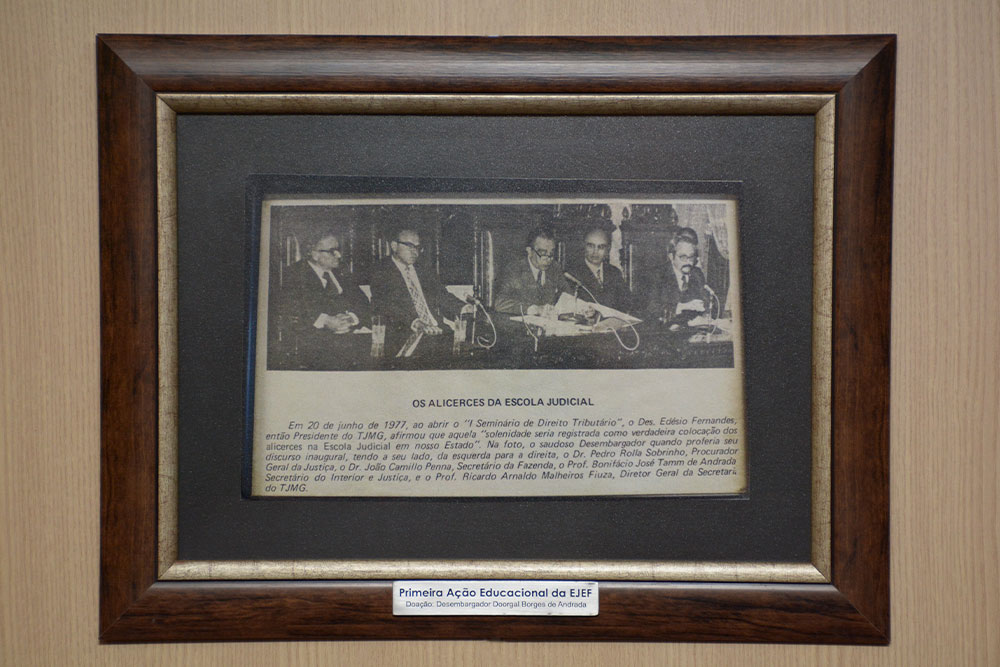 OS ALICERCES DA ESCOLA JUDICIAL
Em 20 de junho de 1977, ao abrir o "I Seminário de Direito Tributário", o Des. Edésio Fernandes,
então Presidente do TJMG, afirmou que aquela "solenidade seria registrada como verdadeira colocação dos
alicerces na Escola Judicial em nosso Estado". Na foto, o saudoso Desembargador quando proferia seu
discurso inaugural, tendo a seu lado, da esquerda para a direita, o Dr. Pedro Rolla Sobrinho, Procurador
Geral da Justiça, o Dr. João Camillo Penna, Secretário da Fazenda, o Prof. Bonifácio José Tamm de Andrada
Secretário do Interior e Justiça, e o Prof. Ricardo Arnaldo Malheiros Fiuza, Diretor Geral da Secretari
do TJMG.
Primeira Ação Educacional da EJEF
Doação: Desembargador Doorgal Borges de Andrada